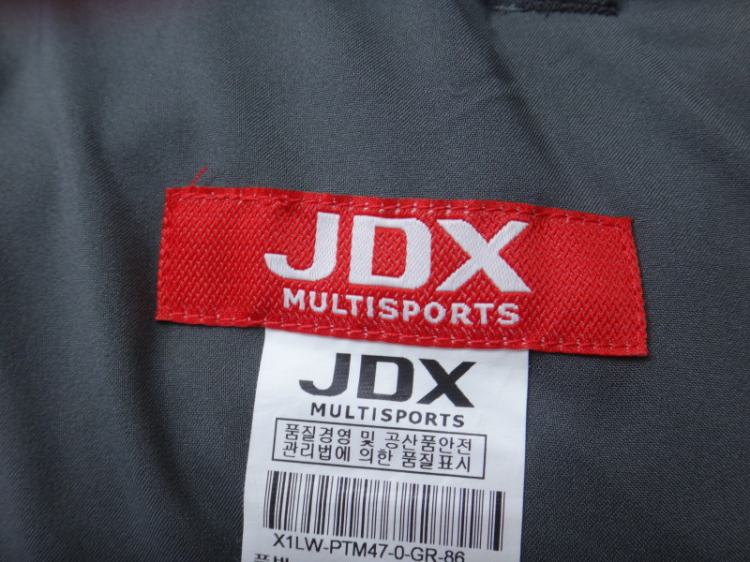 JDX
MULTISPORTS
JDX
MULTISPORTS
품질경영 및 공산품안전
관리법에 의한 품질표시
X1LW-PTM47-0-GR-86